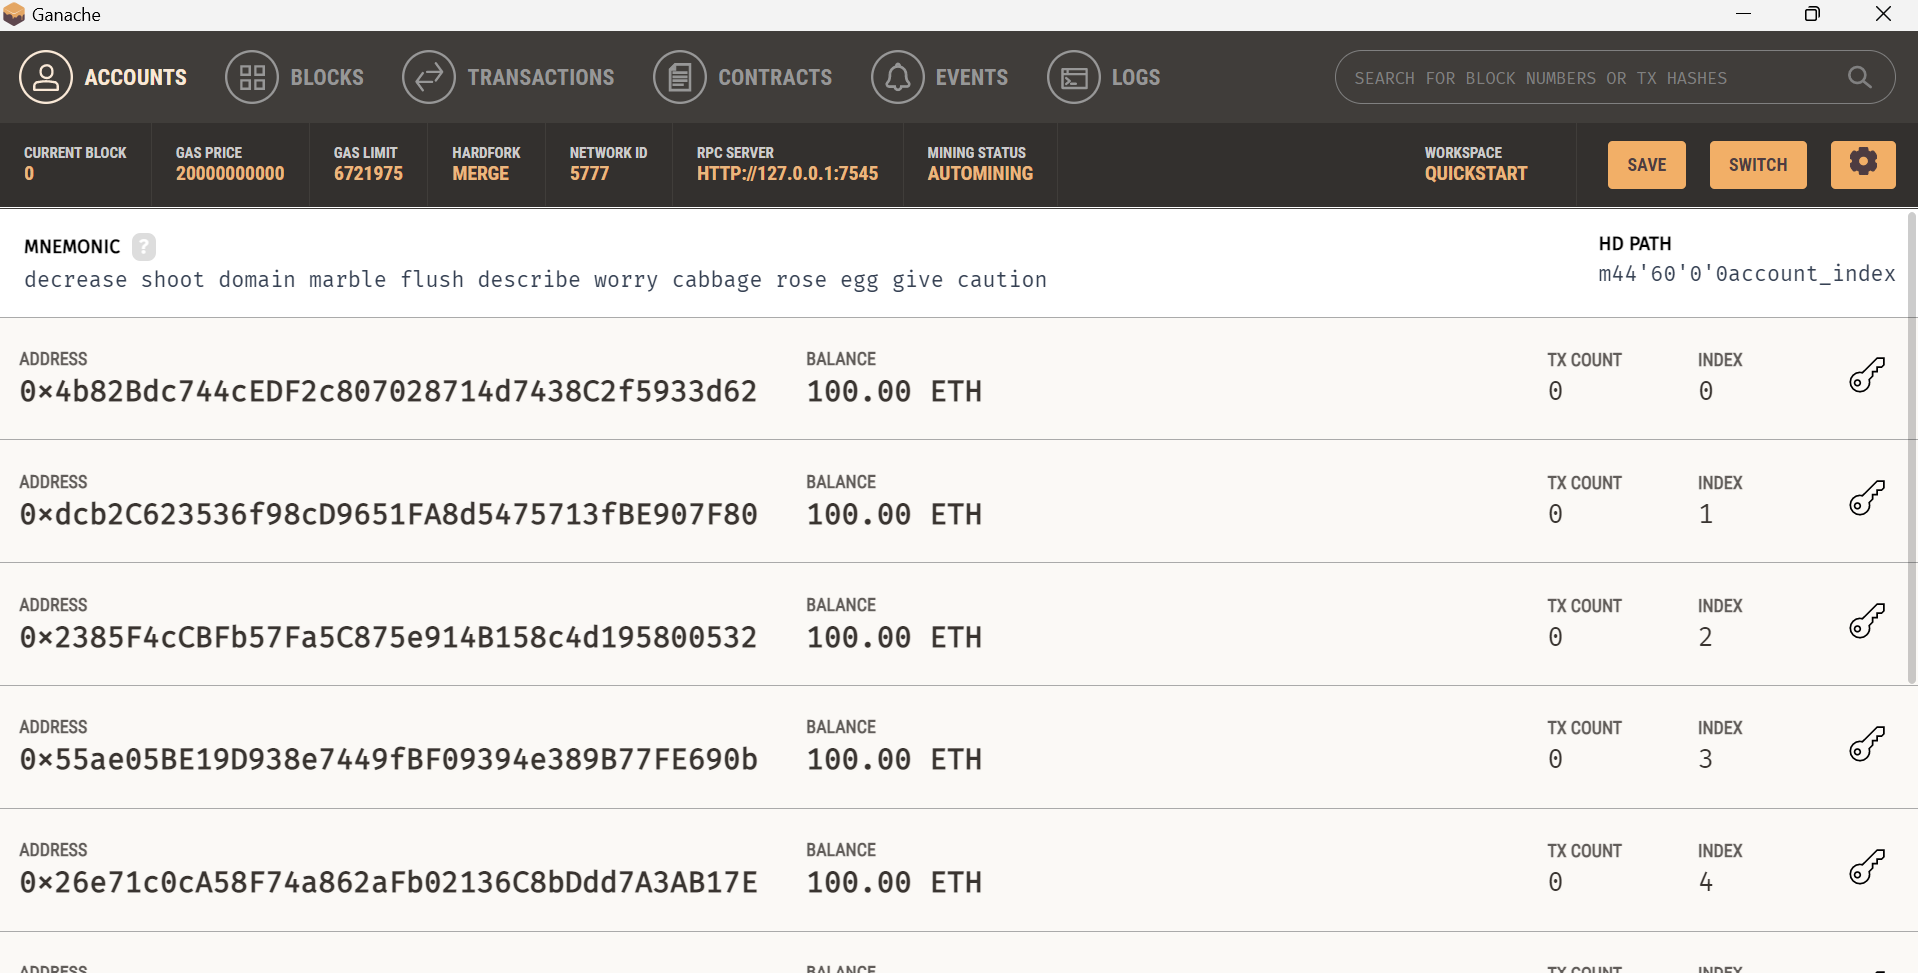 Ganache
ACCOUNTS BLOCKS TRANSACTIONS CONTRACTS EVENTS LOGS SEARCH FOR BLOCK NUMBERS OR TX HASHES
CURRENT BLOCK GAS PRICE GAS LIMIT HARDFORK NETWORK ID RPC SERVER MINING STATUS WORKSPACE
0 20000000000 6721975 MERGE 5777 HTTP://127.0.0.1:7545 AUTOMINING QUICKSTART SAVE SWITCH
MNEMONIC ? HD PATH
decrease shoot domain marble flush describe worry cabbage rose egg give caution m44'60'0'0account_index
ADDRESS BALANCE TX COUNT INDEX
0×4b82Bdc744cEDF2c807028714d7438C2f5933d62 100.00 ETH 0 0
ADDRESS BALANCE TX COUNT INDEX
0×dcb2C623536f98cD9651FA8d5475713fBE907F80 100.00 ETH 0 1
ADDRESS BALANCE TX COUNT INDEX
0×2385F4cCBFb57Fa5C875e914B158c4d195800532 100.00 ETH 0 2
ADDRESS BALANCE TX COUNT INDEX
0×55ae05BE19D938e7449fBF09394e389B77FE690b 100.00 ETH 0 3
ADDRESS BALANCE TX COUNT INDEX
0×26e71c0cA58F74a862aFb02136C8bDdd7A3AB17E 100.00 ETH 0 4
ADDRESS BALANCE TX COUNT INDEX